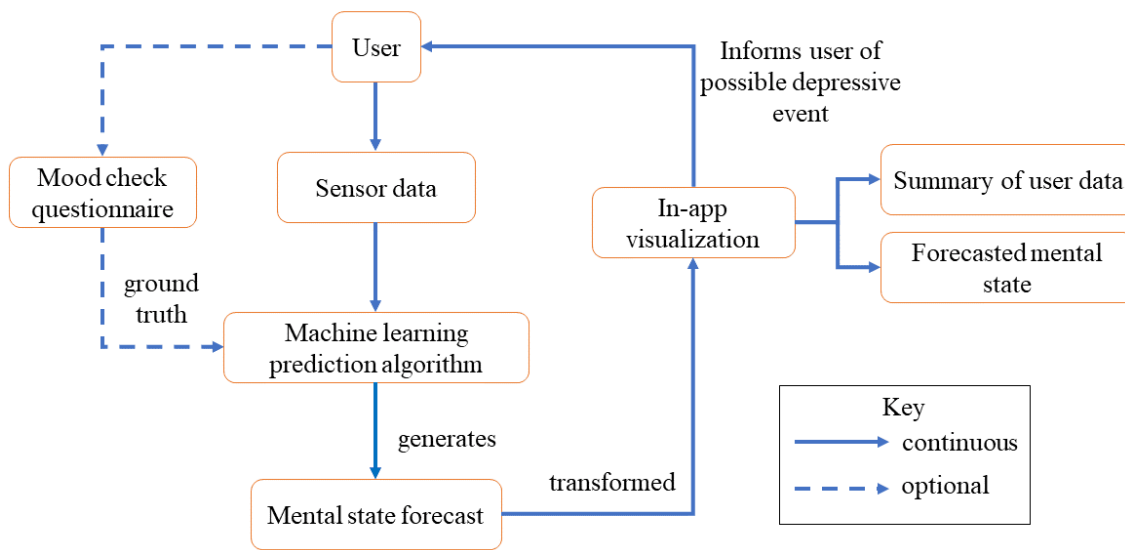 User
Informs user of
possible depressive
event
Mood check
questionnaire
Sensor data
In-app
visualization
Summary of user data
Forecasted mental
state
ground
truth
Machine learning
prediction algorithm
generates
transformed
Mental state forecast
Key
continuous
optional